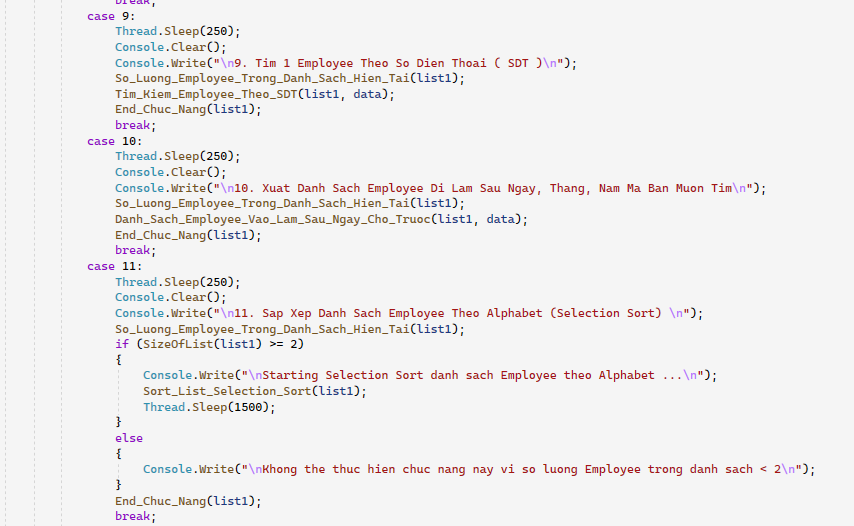 break;
case 9:
Thread.Sleep(250);
Console.Clear();
Console.Write("\n9. Tim 1 Employee Theo So Dien Thoai ( SDT )\n");
So_Luong_Employee_Trong_Danh_Sach_Hien_Tai(list1);
Tim_Kiem_Employee_Theo_SDT(list1, data);
End_Chuc_Nang(list1);
break;
case 10:
Thread.Sleep(250);
Console.Clear();
Console.Write("\n10. Xuat Danh Sach Employee Di Lam Sau Ngay, Thang, Nam Ma Ban Muon Tim\n");
So_Luong_Employee_Trong_Danh_Sach_Hien_Tai(list1);
Danh_Sach_Employee_Vao_Lam_Sau_Ngay_Cho_Truoc(list1, data);
End_Chuc_Nang(list1);
break;
case 11:
Thread.Sleep(250);
Console.Clear();
Console.Write("\n11. Sap Xep Danh Sach Employee Theo Alphabet (Selection Sort) \n");
So_Luong_Employee_Trong_Danh_Sach_Hien_Tai(list1);
if (SizeOfList(list1) >= 2)
{
Console.Write("\nStarting Selection Sort danh sach Employee theo Alphabet ...\n");
Sort_List_Selection_Sort(list1);
Thread.Sleep(1500);
}
else
{
Console.Write("\nKhong the thuc hien chuc nang nay vi so luong Employee trong danh sach < 2\n");
}
End_Chuc_Nang(list1);
break;